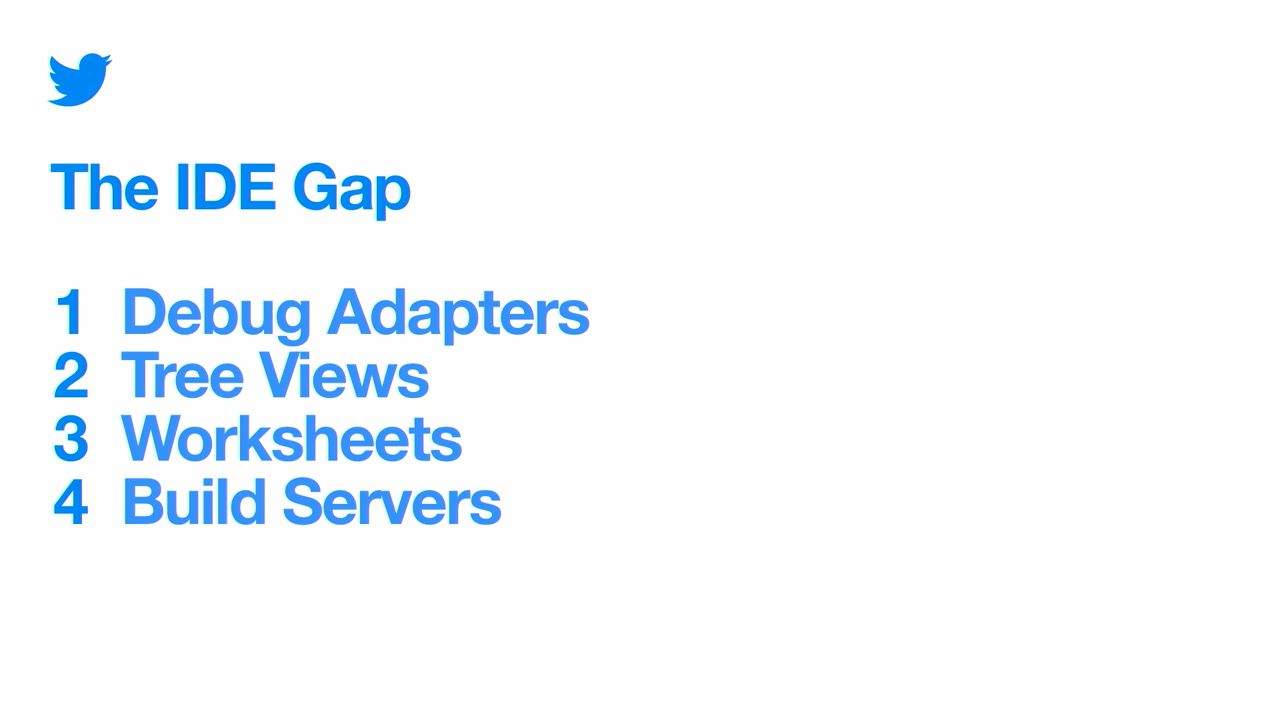 The IDE Gap
1 Debug Adapters
2 Tree Views
3 Worksheets
4 Build Servers